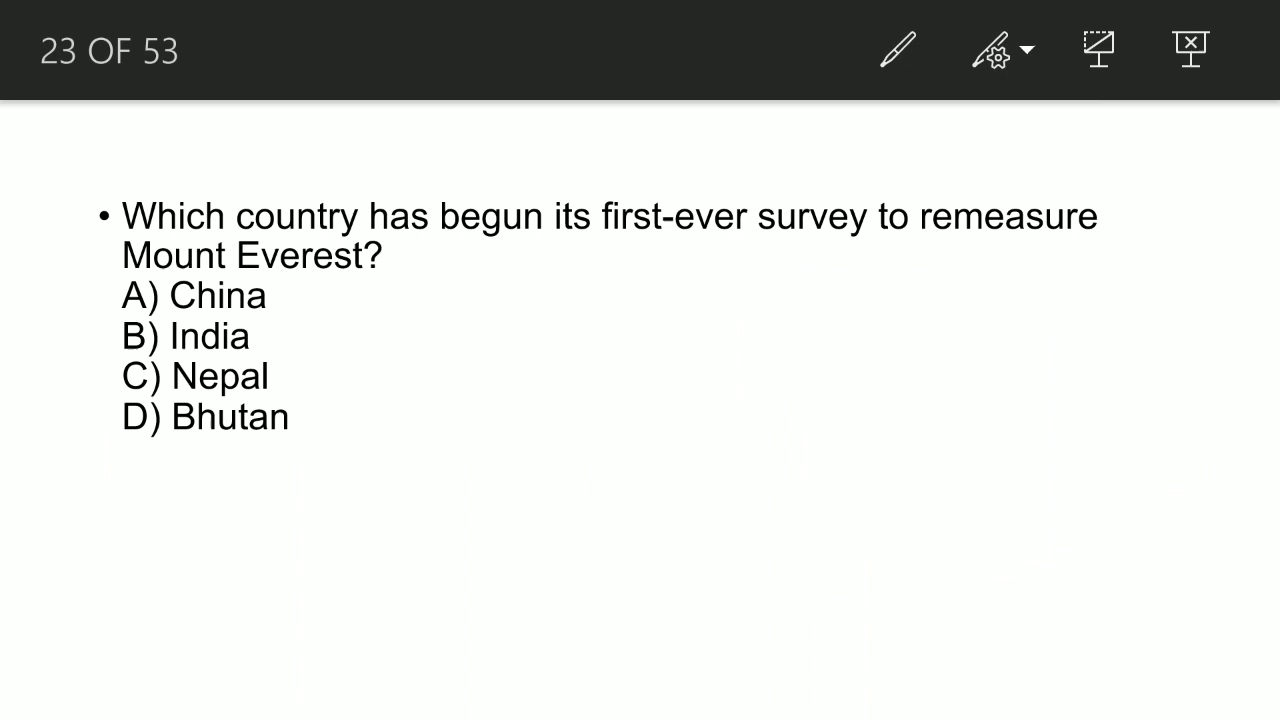 23 OF 53
• Which country has begun its first-ever survey to remeasure
Mount Everest?
A) China
B) India
C) Nepal
D) Bhutan